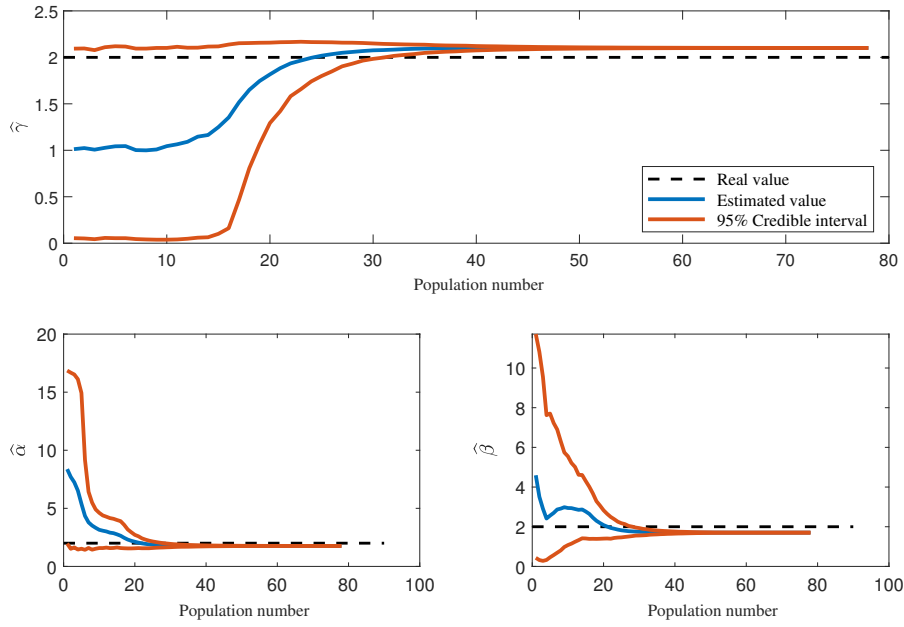 2.5
2
1.5
1
0.5
0
γ̂
Real value
Estimated value
95% Credible interval
0 10 20 30 40 50 60 70 80
Population number
20
15
10
5
0
α̂
0 20 40 60 80 100
Population number
10
8
6
4
2
0
β̂
0 20 40 60 80 100
Population number